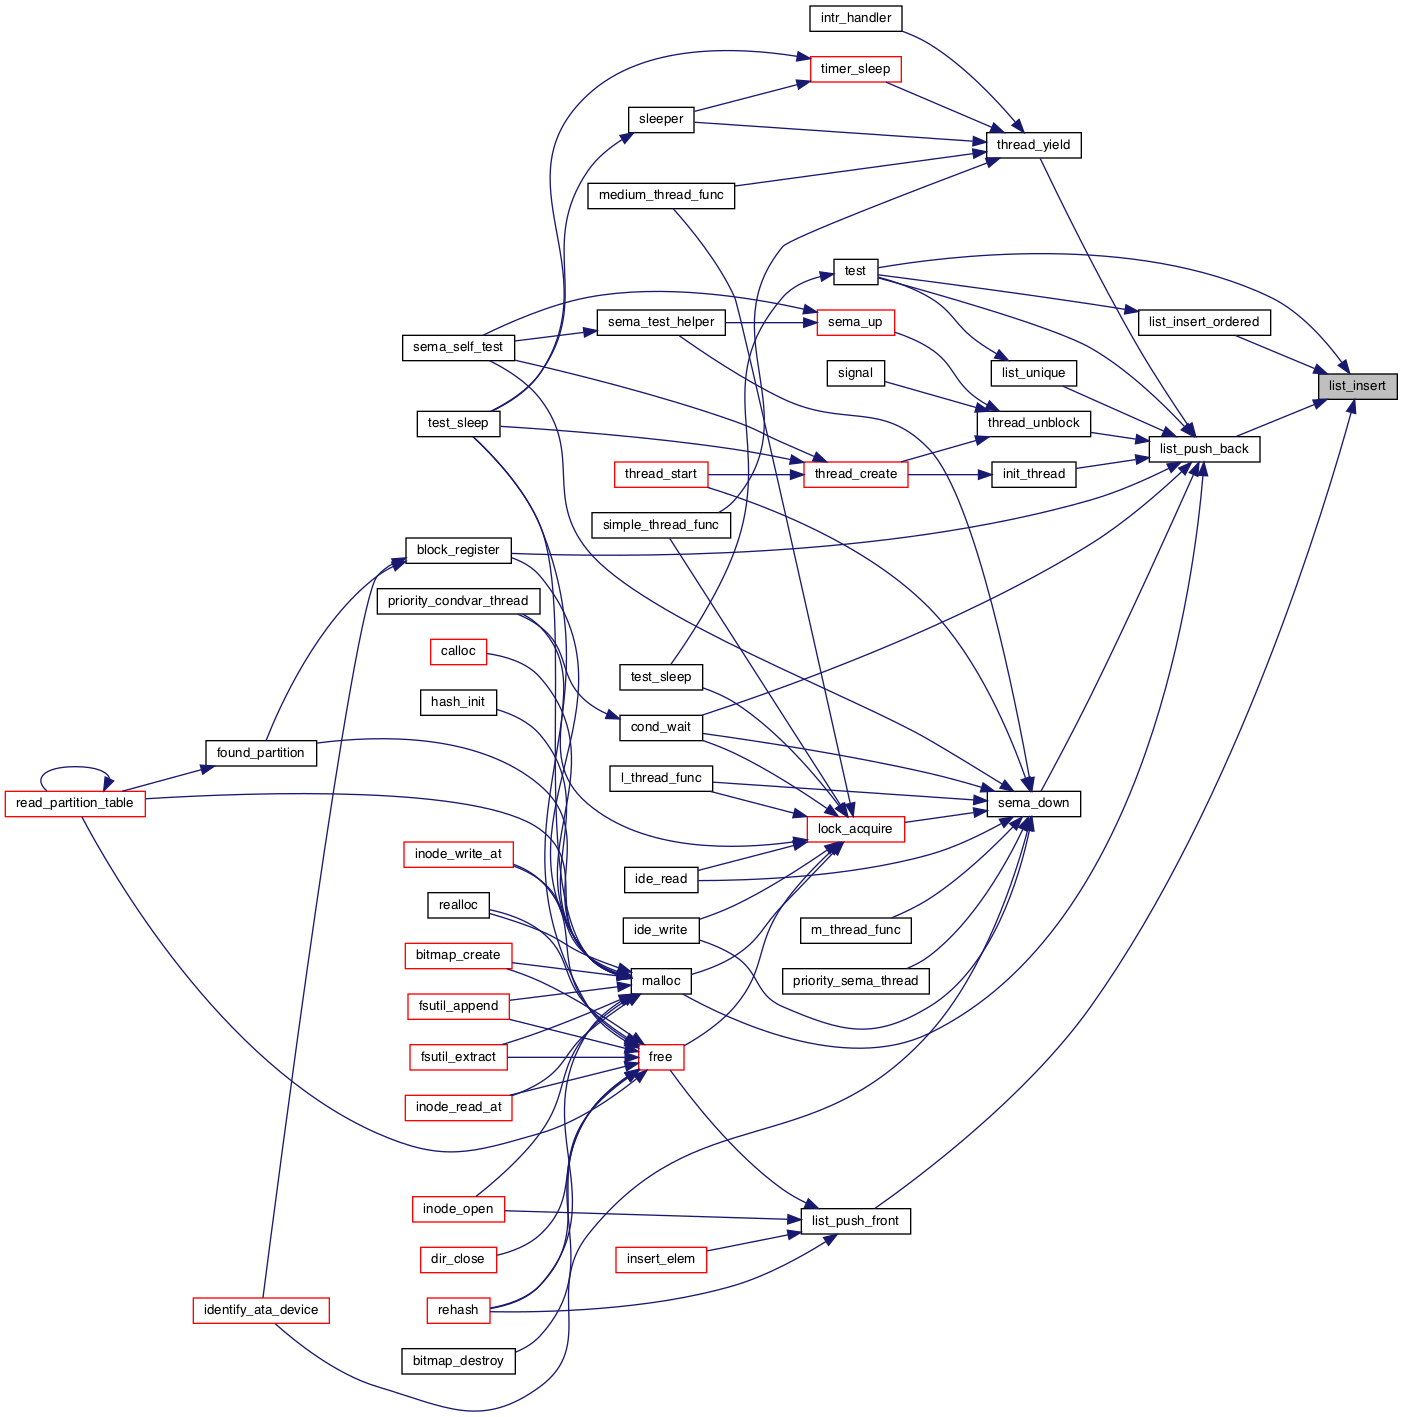 intr_handler
timer_sleep
sleeper
thread_yield
medium_thread_func
test
list_insert_ordered
sema_test_helper
sema_up
sema_self_test
signal
list_unique
list_insert
test_sleep
thread_unblock
list_push_back
thread_start
thread_create
init_thread
simple_thread_func
block_register
priority_condvar_thread
calloc
test_sleep
hash_init
cond_wait
found_partition
l_thread_func
read_partition_table
sema_down
lock_acquire
inode_write_at
ide_read
realloc
ide_write
m_thread_func
bitmap_create
malloc
priority_sema_thread
fsutil_append
fsutil_extract
free
inode_read_at
inode_open
list_push_front
dir_close
insert_elem
identify_ata_device
rehash
bitmap_destroy